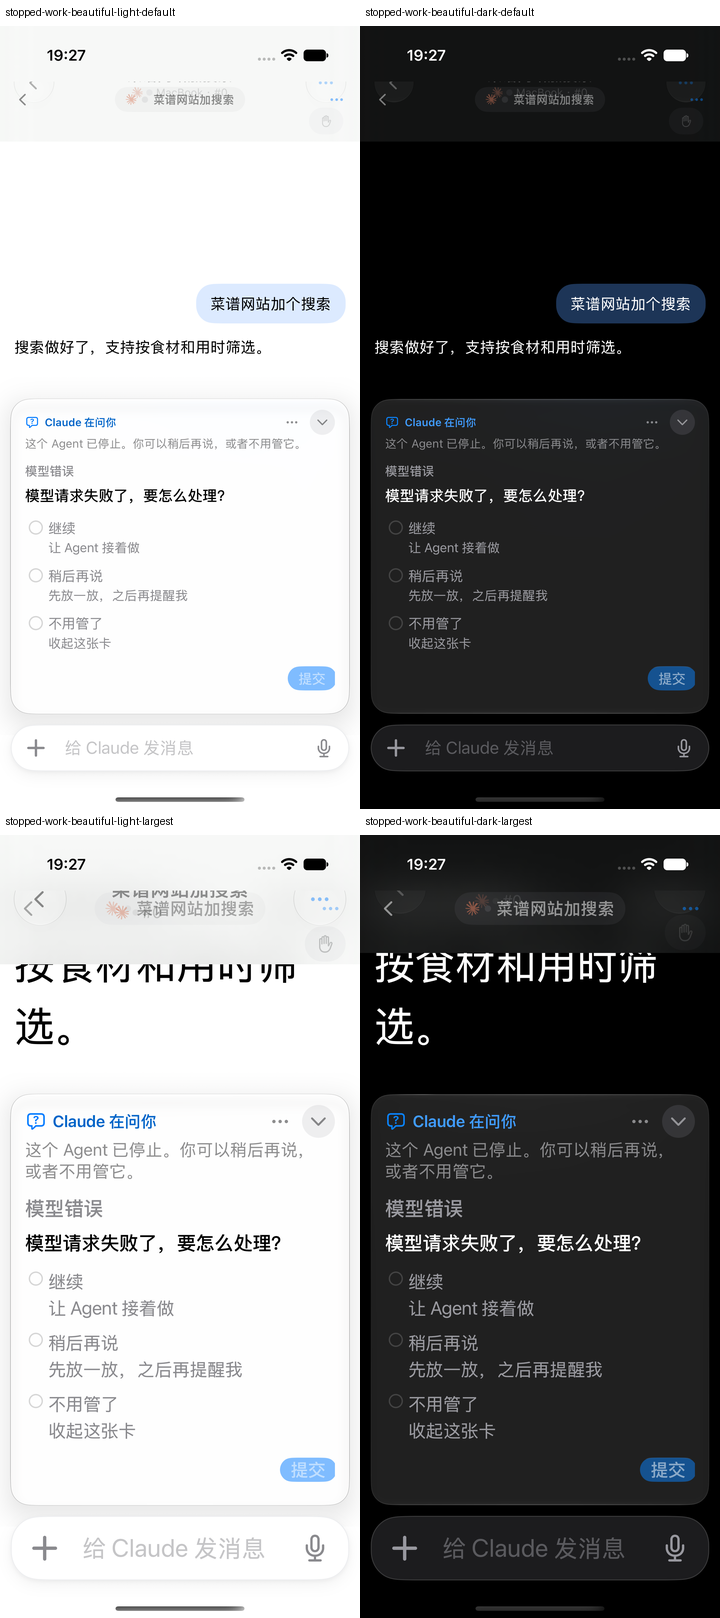 stopped-work-beautiful-light-default
19:27
菜谱网站加搜索
菜谱网站加个搜索
搜索做好了，支持按食材和用时筛选。
Claude 在问你
这个 Agent 已停止。你可以稍后再说，或者不用管它。
模型错误
模型请求失败了，要怎么处理?
继续
让 Agent 接着做
稍后再说
先放一放，之后再提醒我
不用管了
收起这张卡
提交
给 Claude 发消息
stopped-work-beautiful-dark-default
19:27
菜谱网站加搜索
菜谱网站加个搜索
搜索做好了，支持按食材和用时筛选。
Claude 在问你
这个 Agent 已停止。你可以稍后再说，或者不用管它。
模型错误
模型请求失败了，要怎么处理?
继续
让 Agent 接着做
稍后再说
先放一放，之后再提醒我
不用管了
收起这张卡
提交
给 Claude 发消息
stopped-work-beautiful-light-largest
19:27
菜谱网站加搜索
按食材和用时筛
选。
Claude 在问你
这个 Agent 已停止。你可以稍后再说，
或者不用管它。
模型错误
模型请求失败了，要怎么处理?
继续
让 Agent 接着做
稍后再说
先放一放，之后再提醒我
不用管了
收起这张卡
提交
给 Claude 发消息
stopped-work-beautiful-dark-largest
19:27
菜谱网站加搜索
按食材和用时筛
选。
Claude 在问你
这个 Agent 已停止。你可以稍后再说，
或者不用管它。
模型错误
模型请求失败了，要怎么处理?
继续
让 Agent 接着做
稍后再说
先放一放，之后再提醒我
不用管了
收起这张卡
提交
给 Claude 发消息